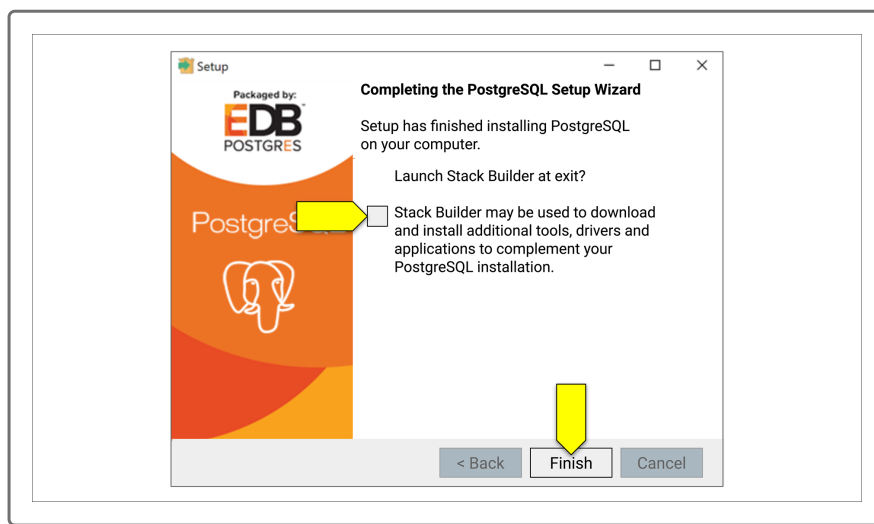 Setup
Packaged by:
EDB
POSTGRES
Completing the PostgreSQL Setup Wizard
Setup has finished installing PostgreSQL
on your computer.
Launch Stack Builder at exit?
Stack Builder may be used to download
and install additional tools, drivers and
applications to complement your
PostgreSQL installation.
< Back
Finish
Cancel